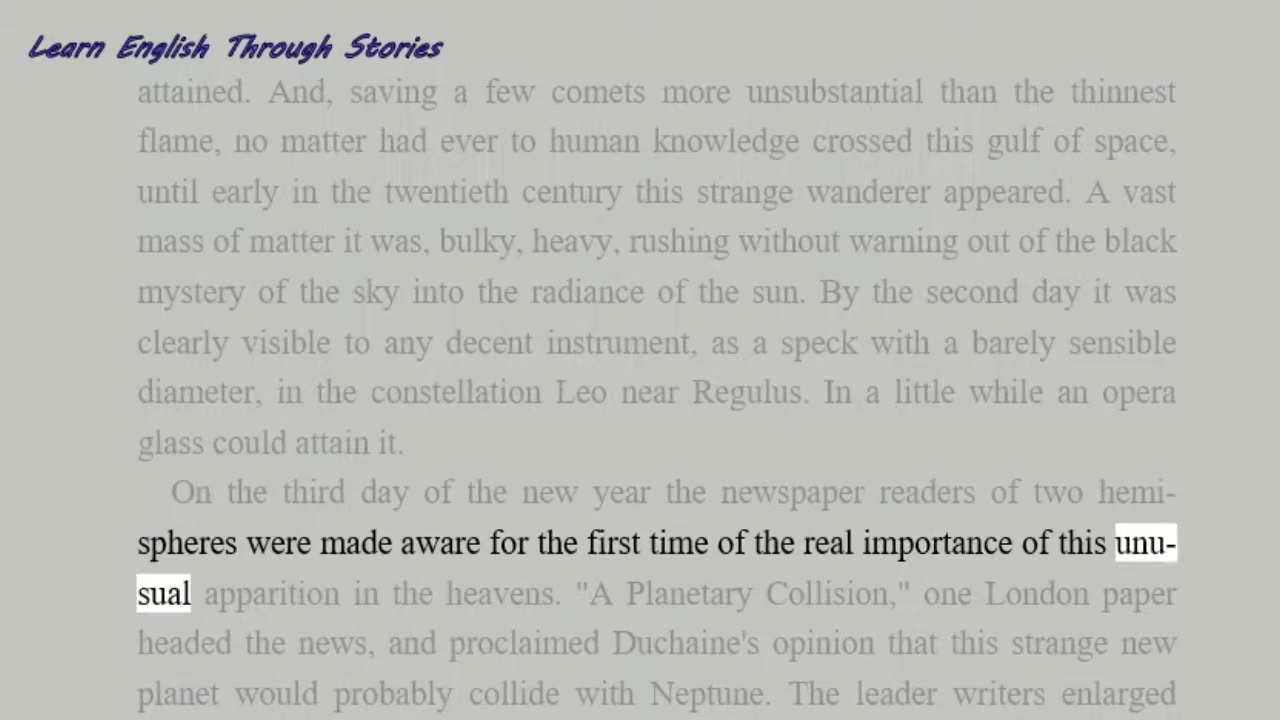 Learn English Through Stories
attained. And, saving a few comets more unsubstantial than the thinnest
flame, no matter had ever to human knowledge crossed this gulf of space,
until early in the twentieth century this strange wanderer appeared. A vast
mass of matter it was, bulky, heavy, rushing without warning out of the black
mystery of the sky into the radiance of the sun. By the second day it was
clearly visible to any decent instrument, as a speck with a barely sensible
diameter, in the constellation Leo near Regulus. In a little while an opera
glass could attain it.
On the third day of the new year the newspaper readers of two hemi-
spheres were made aware for the first time of the real importance of this unu-
sual apparition in the heavens. "A Planetary Collision," one London paper
headed the news, and proclaimed Duchaine's opinion that this strange new
planet would probably collide with Neptune. The leader writers enlarged